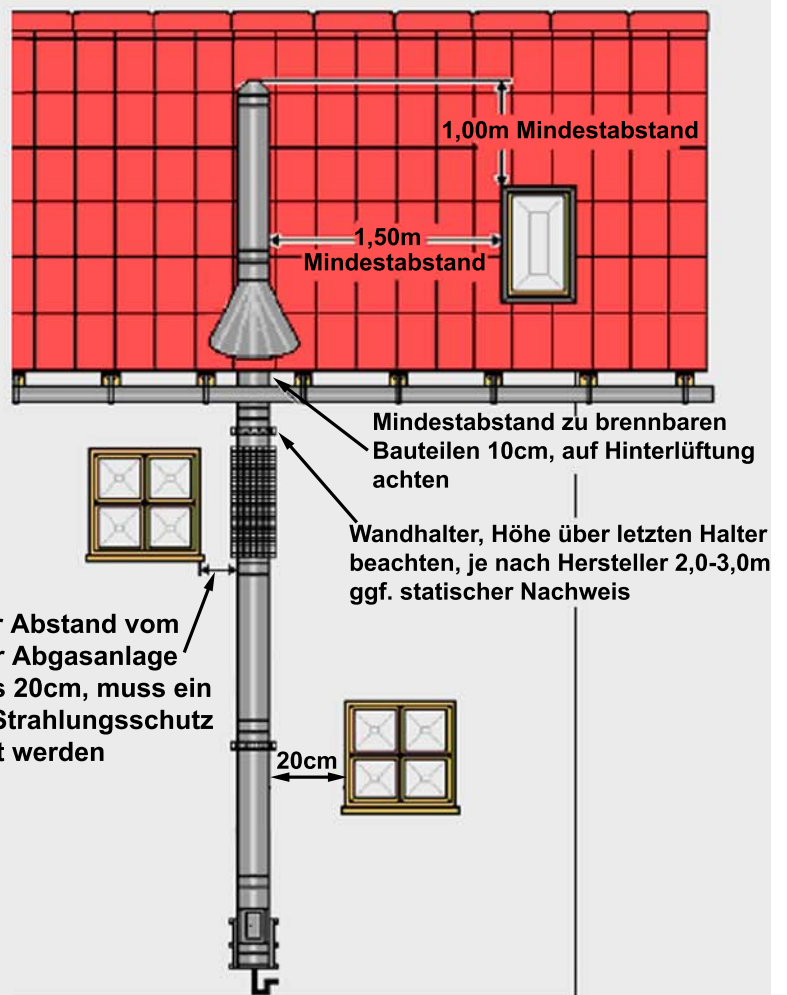 1,00m Mindestabstand
1,50m
Mindestabstand
Mindestabstand zu brennbaren
Bauteilen 10cm, auf Hinterlüftung
achten
Wandhalter, Höhe über letzten Halter
beachten, je nach Hersteller 2,0-3,0m
ggf. statischer Nachweis
r Abstand vom
r Abgasanlage
s 20cm, muss ein
Strahlungsschutz
t werden
20cm